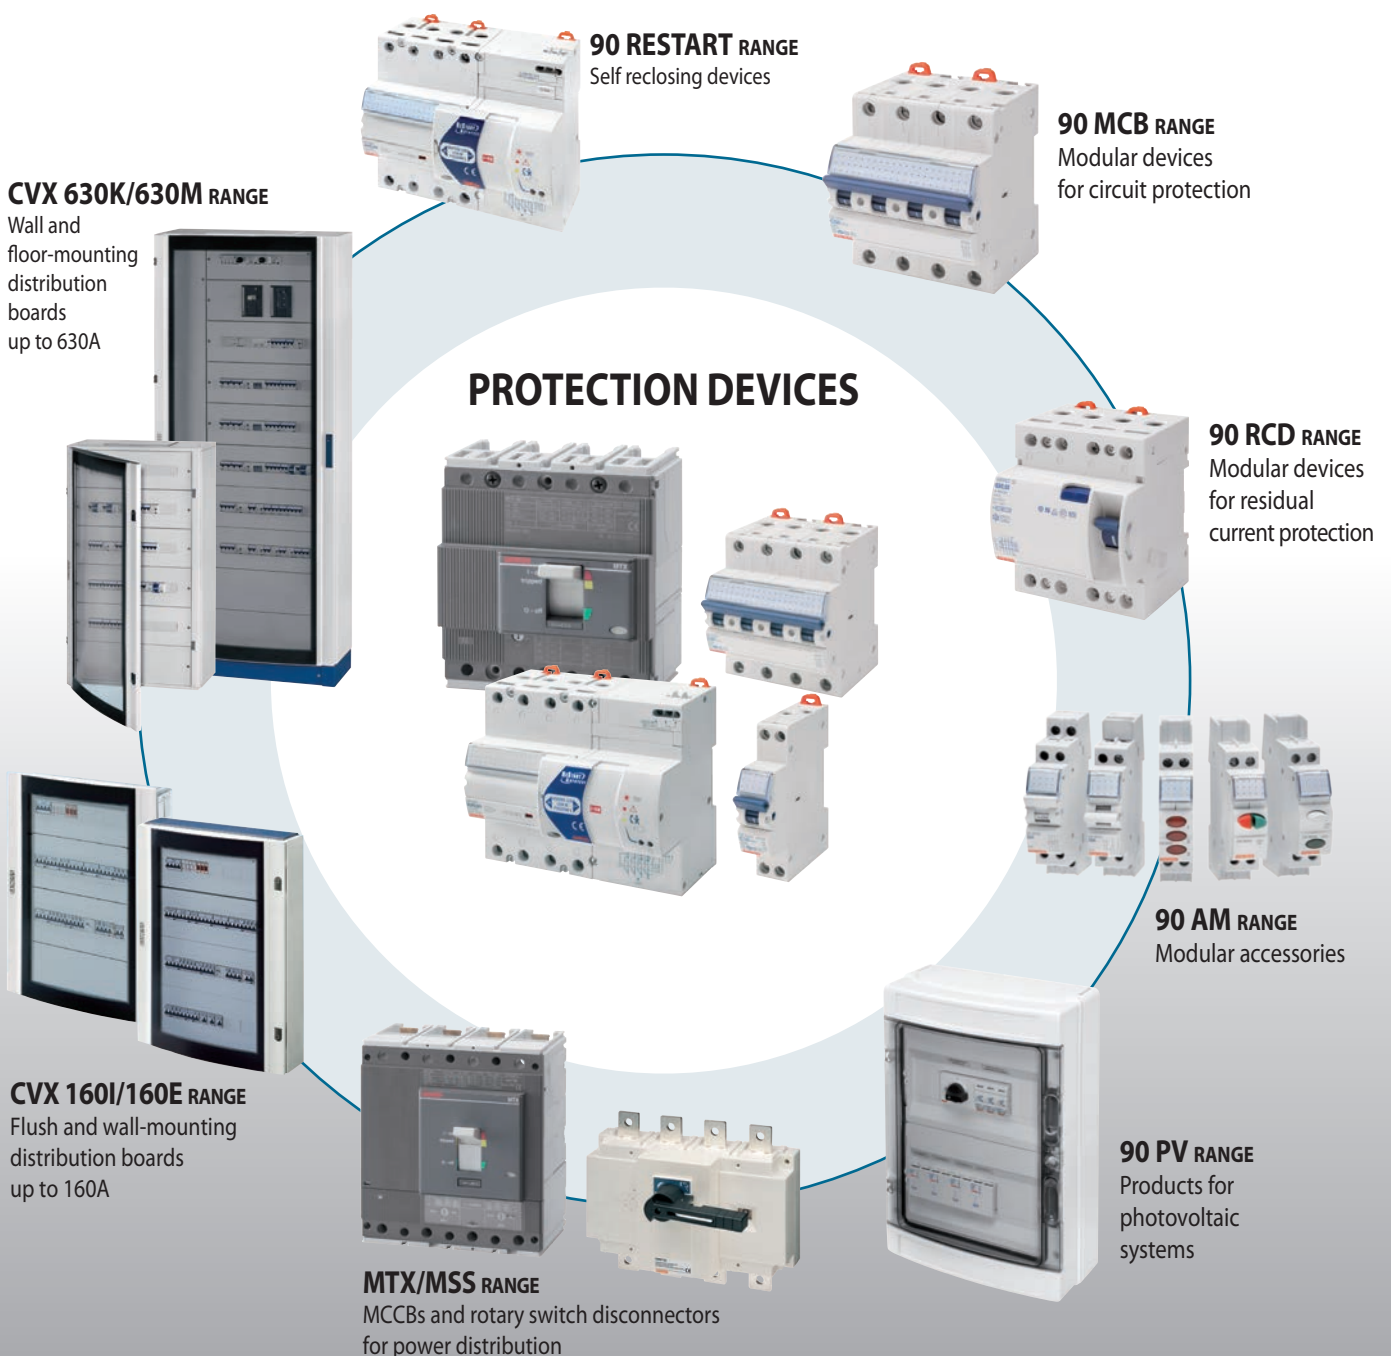 90 RESTART RANGE
Self reclosing devices
90 MCB RANGE
Modular devices
for circuit protection
CVX 630K/630M RANGE
Wall and
floor-mounting
distribution
boards
up to 630A
PROTECTION DEVICES
90 RCD RANGE
Modular devices
for residual
current protection
90 AM RANGE
Modular accessories
CVX 160I/160E RANGE
Flush and wall-mounting
distribution boards
up to 160A
90 PV RANGE
Products for
photovoltaic
systems
MTX/MSS RANGE
MCCBs and rotary switch disconnectors
for power distribution